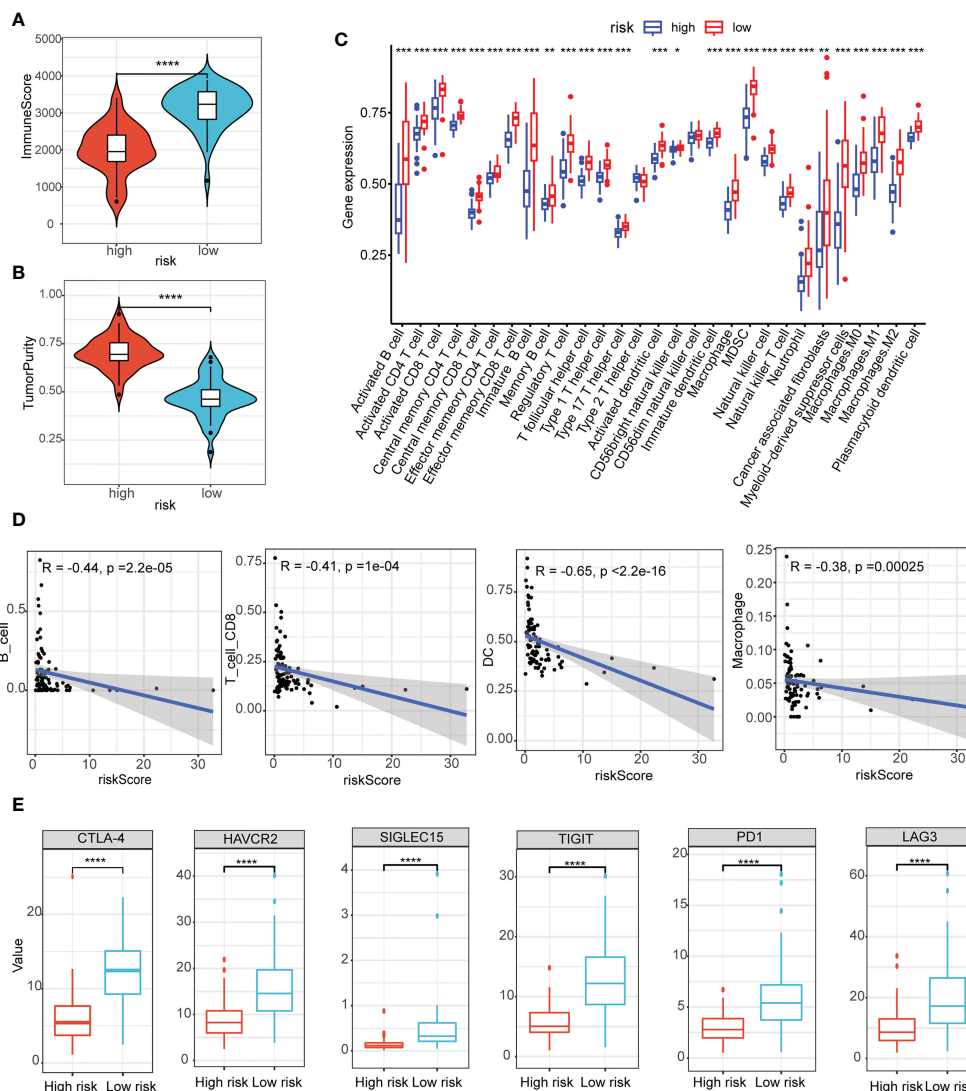 A
5000
4000
3000
2000
1000
0
ImmuneScore
****
high
low
risk
B
1.00
0.75
0.50
0.25
TumorPurity
****
high
low
risk
C
risk high low
0.75
0.50
0.25
Gene expression
*** *** *** *** *** *** *** *** ** *** *** *** *** *** * *** *** *** *** *** ** *** *** *** *** ***
Activated B cell
Activated CD4 T cell
Activated CD8 T cell
Central memory CD4 T cell
Central memory CD8 T cell
Effector memory CD4 T cell
Effector memory CD8 T cell
Immature B cell
Memory B cell
Regulatory T cell
T follicular helper cell
Type 1 T helper cell
Type 17 T helper cell
Type 2 T helper cell
Activated dendritic cell
CD56bright natural killer cell
CD56dim natural killer cell
Immature dendritic cell
Macrophage
MDSC
Natural killer cell
Natural killer T cell
Neutrophil
Cancer associated fibroblasts
Myeloid-derived suppressor cells
Macrophages.M0
Macrophages.M1
Macrophages.M2
Plasmacytoid dendritic cell
D
R = -0.44, p =2.2e-05
0.5
0.0
B_cell
0 10 20 30
riskScore
R = -0.41, p =1e-04
0.75
0.50
0.25
0.00
T_cell_CD8
0 10 20 30
riskScore
R = -0.65, p <2.2e-16
0.75
0.50
0.25
0.00
DC
0 10 20 30
riskScore
R = -0.38, p =0.00025
0.25
0.20
0.15
0.10
0.05
0.00
Macrophage
0 10 20 30
riskScore
E
CTLA-4
****
20
10
0
Value
High risk Low risk
HAVCR2
****
40
30
20
10
0
High risk Low risk
SIGLEC15
****
4
3
2
1
0
High risk Low risk
TIGIT
****
30
20
10
0
High risk Low risk
PD1
****
20
15
10
5
0
High risk Low risk
LAG3
****
60
40
20
0
High risk Low risk